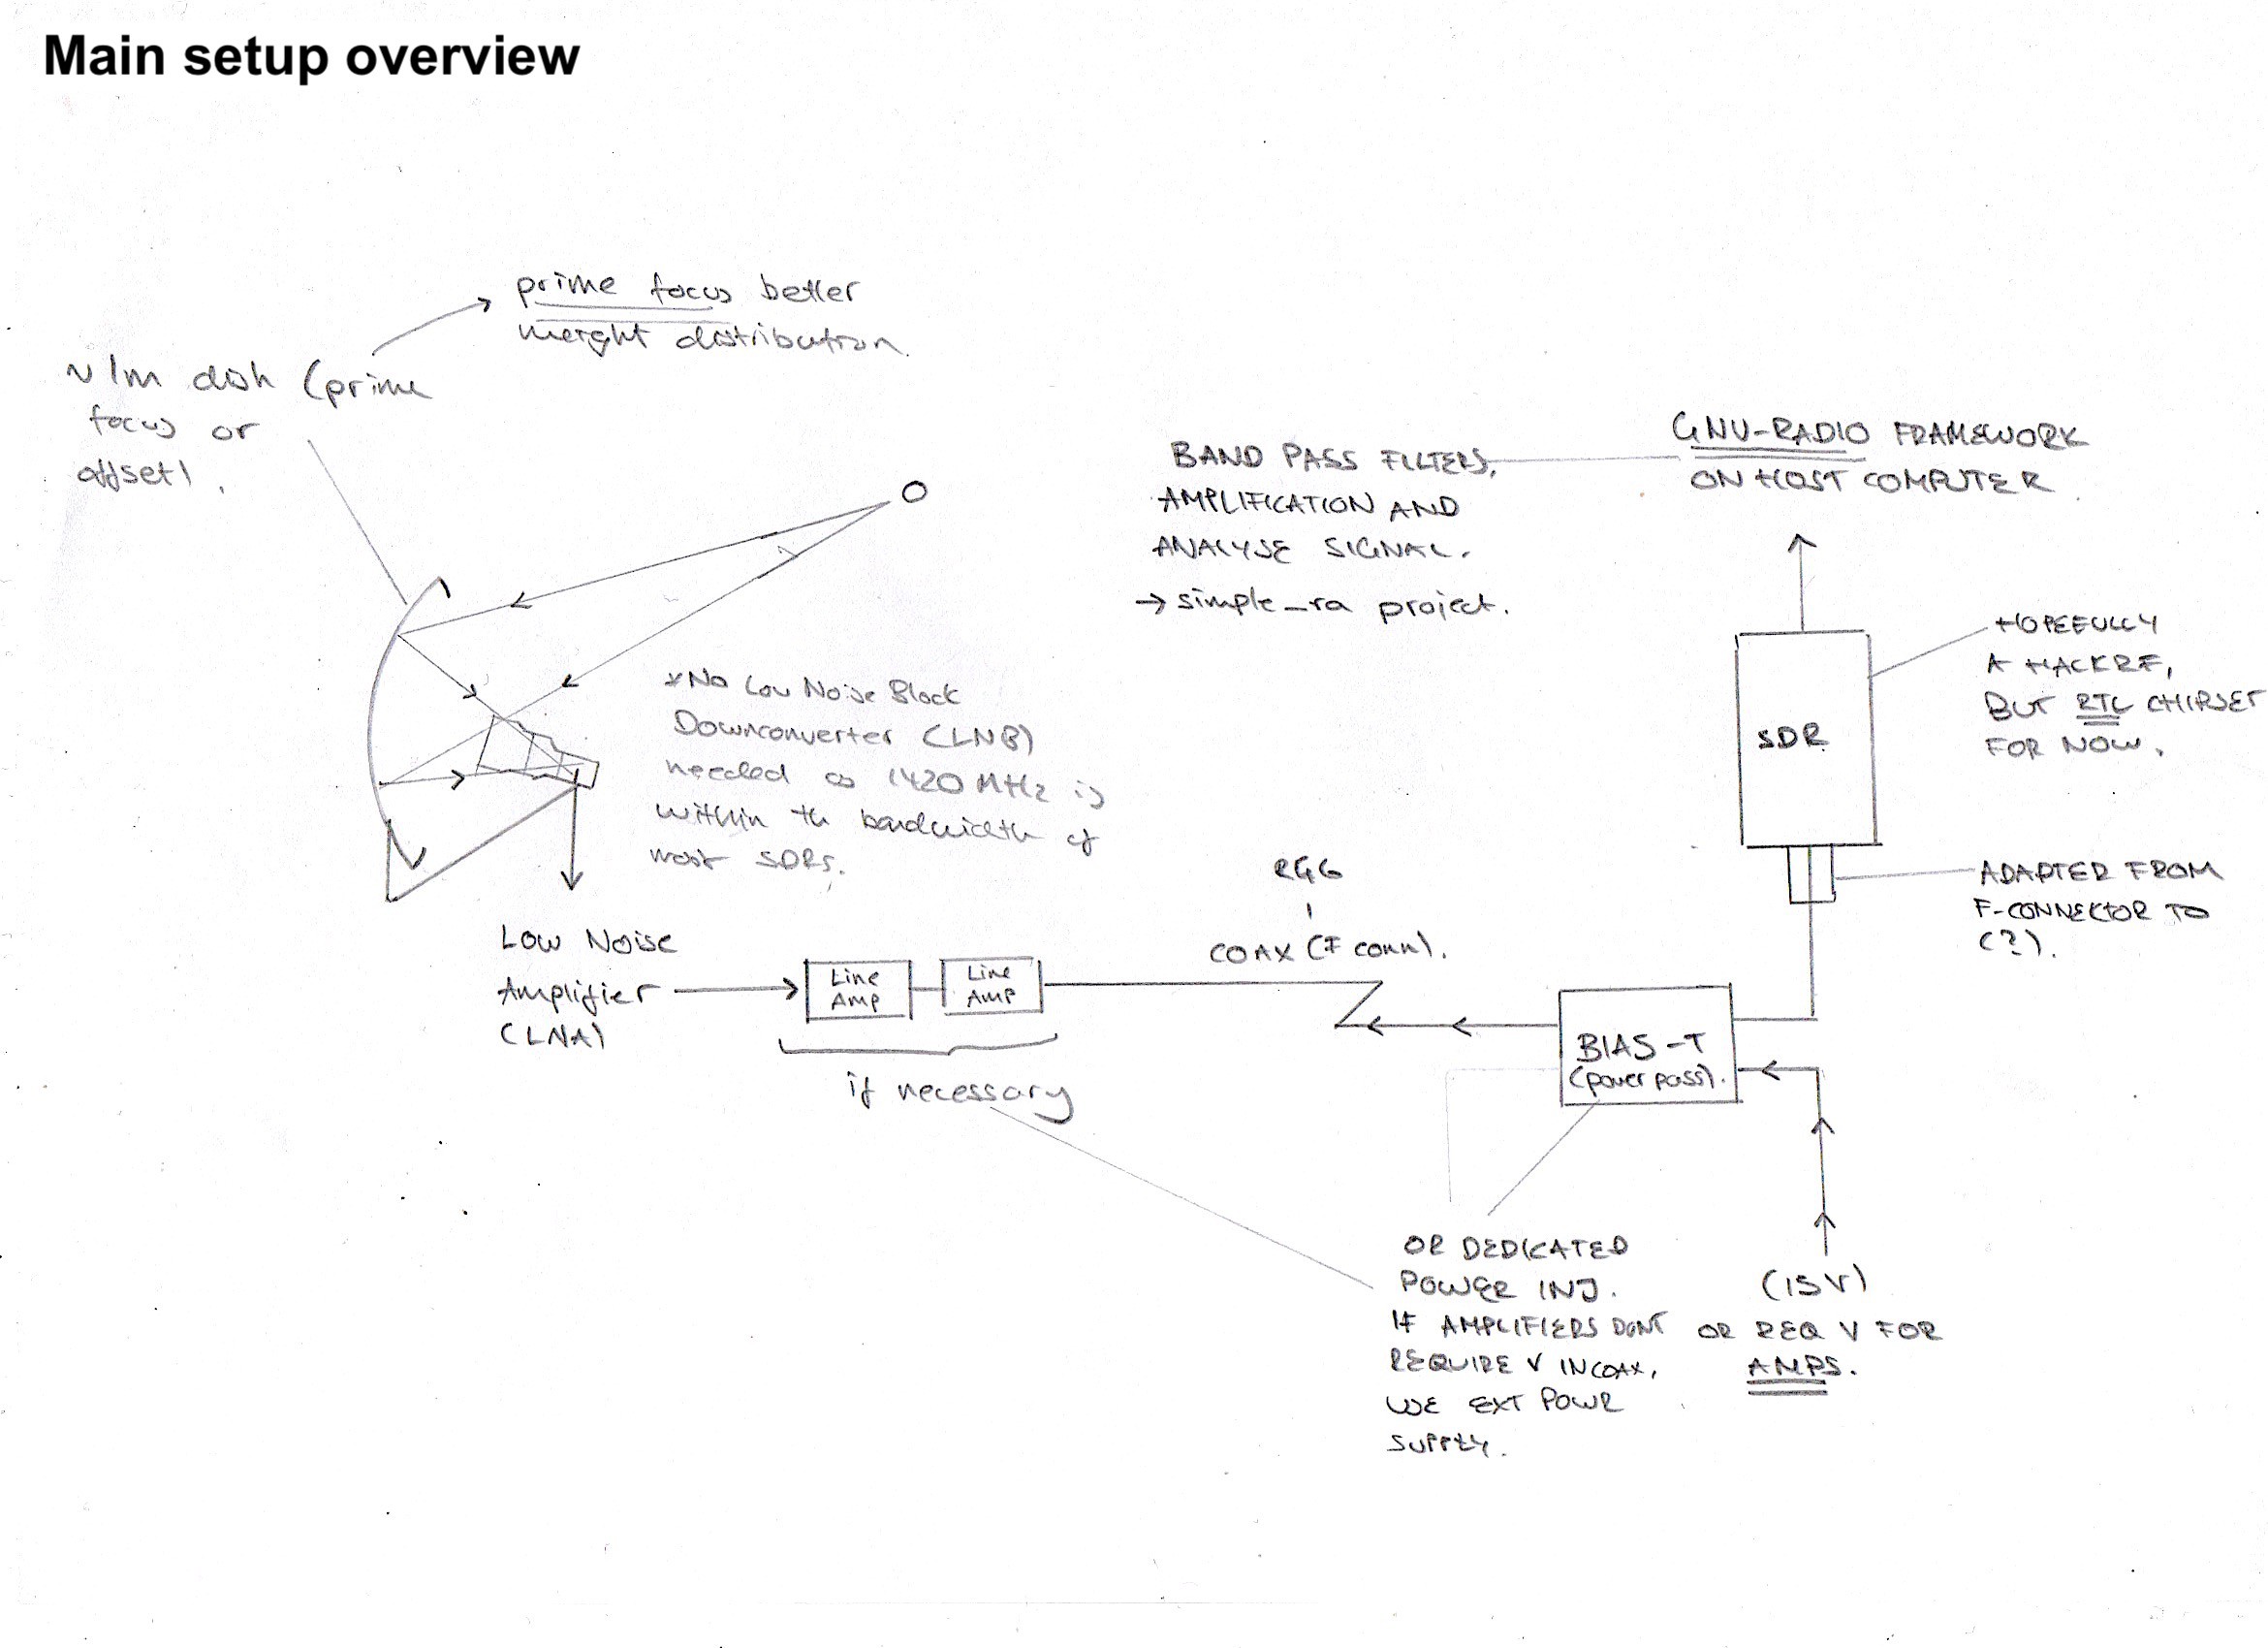 Main setup overview
prime focus better
weight distribution.
~ 1m dish (prime
focus or
offset).
BAND PASS FILTERS,
AMPLIFICATION AND
ANALYSE SIGNAL.
→ simple_ra project.
GNU-RADIO FRAMEWORK
ON HOST COMPUTER
HOPEFULLY
A HACKRF,
BUT RTL CHIPSET
FOR NOW.
SDR
*No Low Noise Block
Downconverter (LNB)
needed as 1420 MHz is
within th bandwidth of
most SDRs.
ADAPTER FROM
F-CONNECTOR TO
(?).
RG6
COAX (F conn).
Low Noise
Amplifier
(LNA)
Line
Amp
Line
Amp
if necessary
BIAS-T
(power pass).
OR DEDICATED
POWER INJ.
IF AMPLIFIERS DONT
REQUIRE V IN COAX,
USE EXT POWR
SUPPLY.
(15V)
OR REQ V FOR
AMPS.